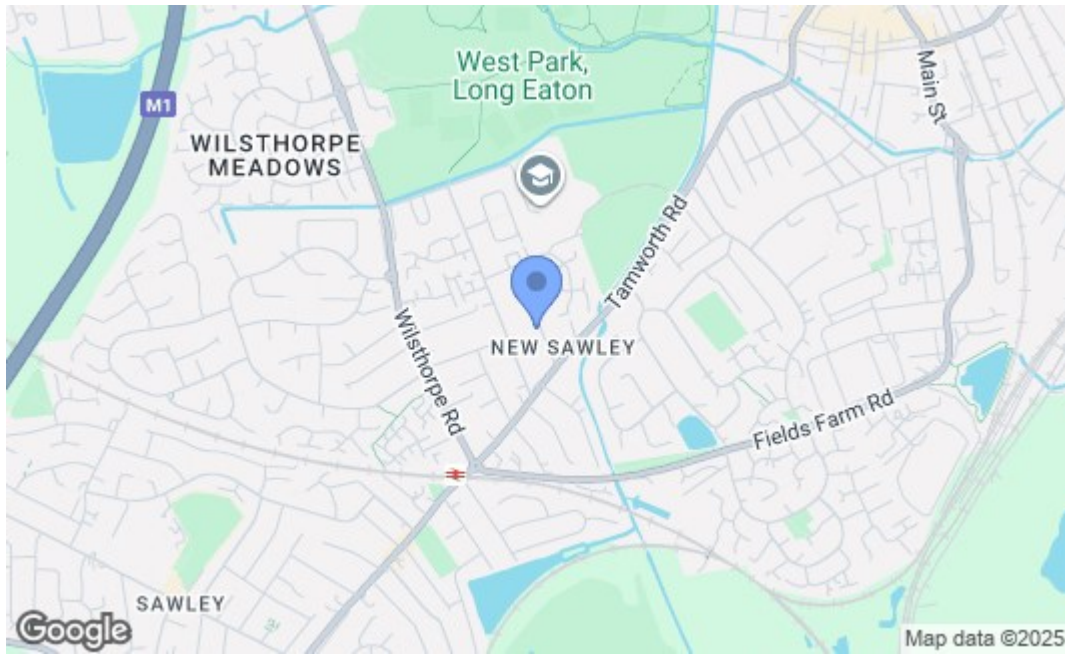 West Park,
Long Eaton
Main St
M1
WILSTHORPE
MEADOWS
Tamworth Rd
Wilsthorpe Rd
NEW SAWLEY
Fields Farm Rd
SAWLEY
Google
Map data ©2025